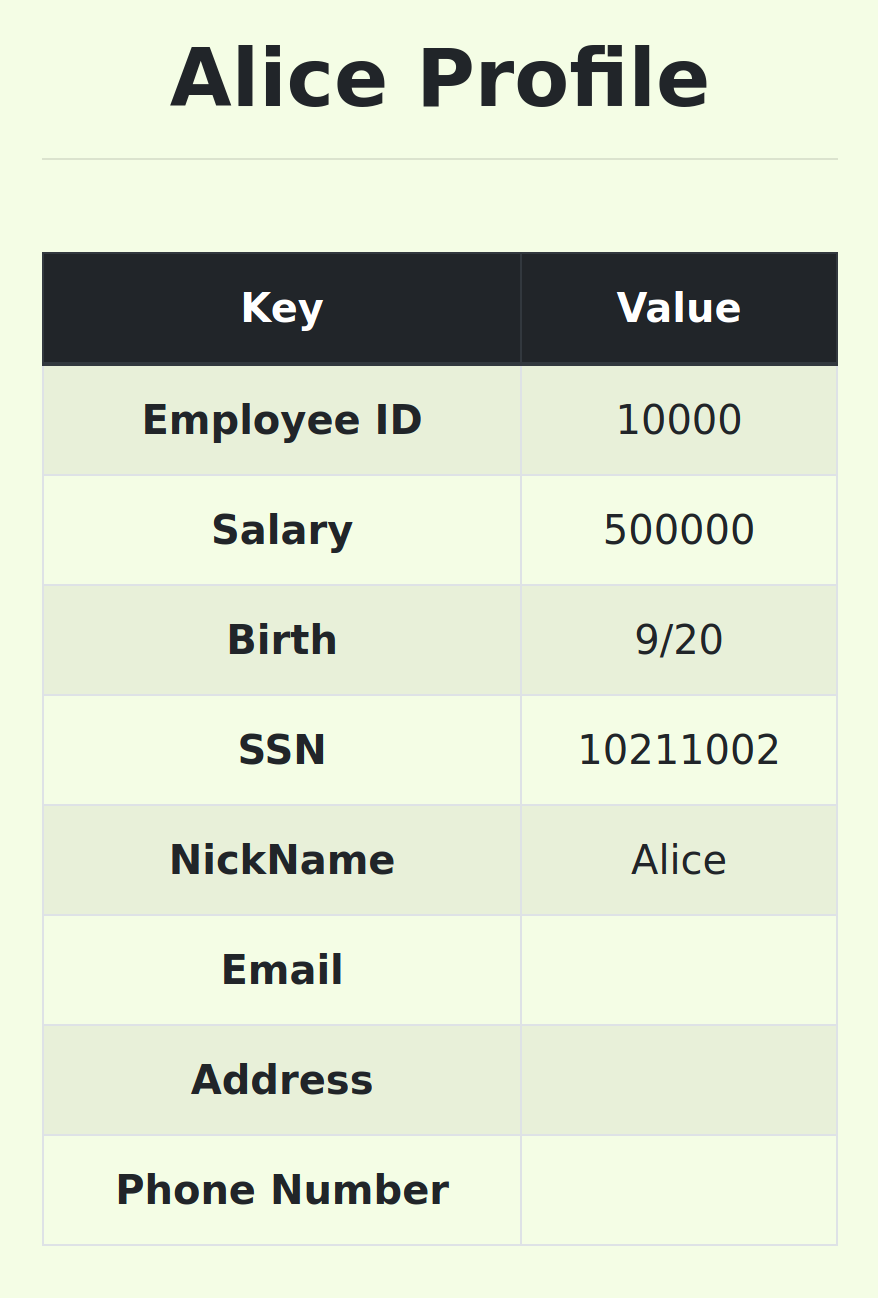 Alice Profile
Key Value
Employee ID 10000
Salary 500000
Birth 9/20
SSN 10211002
NickName Alice
Email
Address
Phone Number